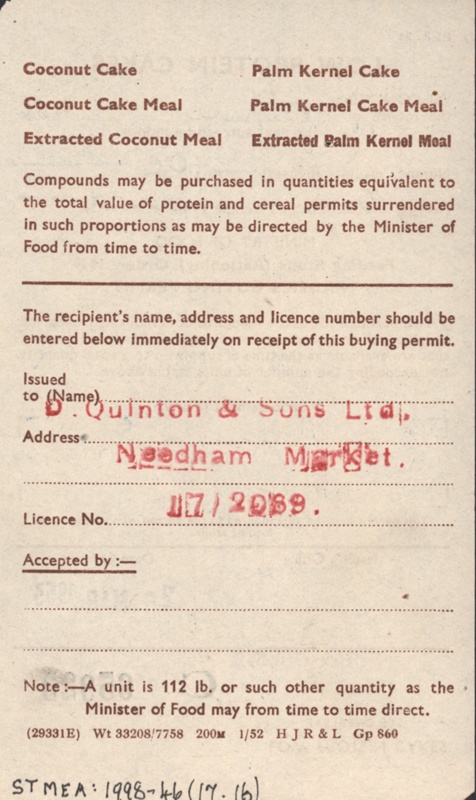 Coconut Cake Palm Kernel Cake
Coconut Cake Meal Palm Kernel Cake Meal
Extracted Coconut Meal Extracted Palm Kernel Meal
Compounds may be purchased in quantities equivalent to
the total value of protein and cereal permits surrendered
in such proportions as may be directed by the Minister of
Food from time to time.
The recipient's name, address and licence number should be
entered below immediately on receipt of this buying permit.
Issued
to (Name) D. Quinton & Sons Ltd.
Address Needham Market.
Licence No. 17/2089.
Accepted by :—
Note :—A unit is 112 lb. or such other quantity as the
Minister of Food may from time to time direct.
(29331E) Wt 33208/7758 200M 1/52 H J R & L Gp 860
STMEA: 1998-46 (17.16)